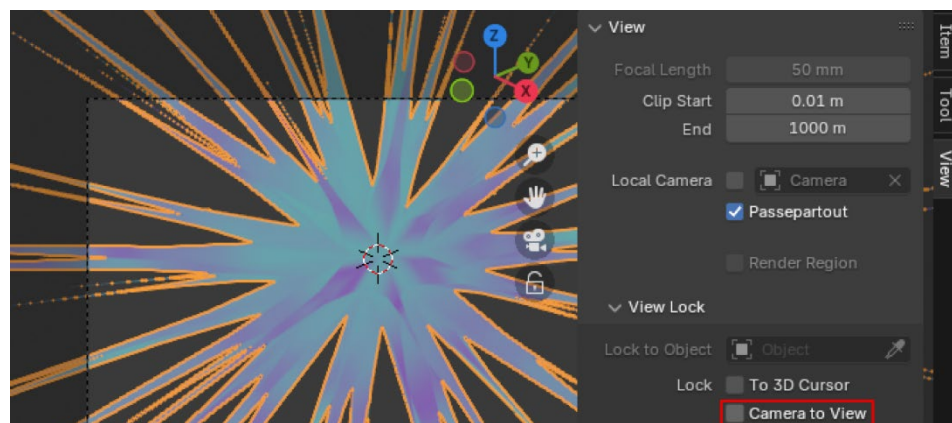 View
Focal Length 50 mm
Clip Start 0.01 m
End 1000 m
Local Camera Camera
Passepartout
Render Region
View Lock
Lock to Object Object
Lock To 3D Cursor
Camera to View
Z
Y
X
Item
Tool
View